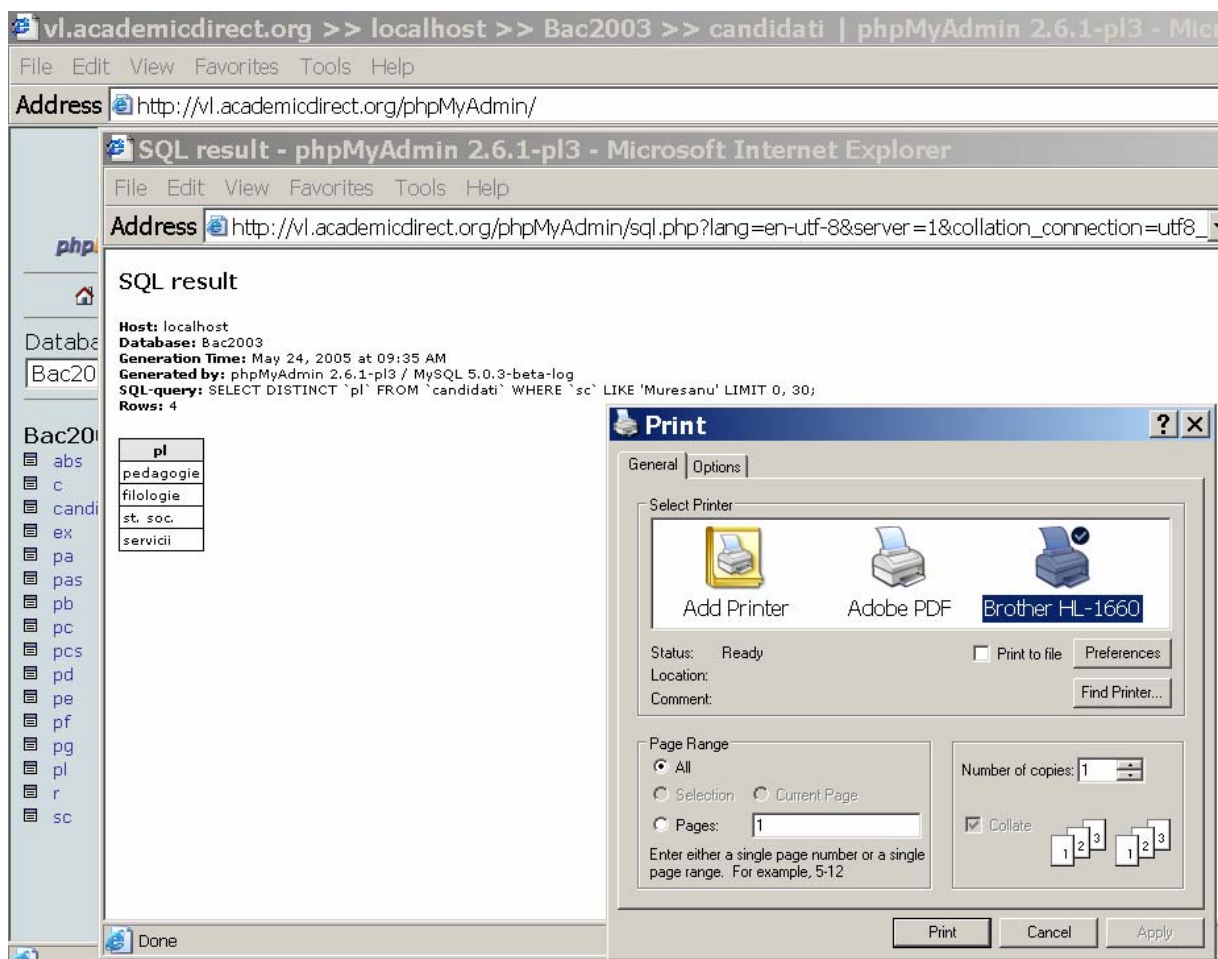 vl.academicdirect.org >> localhost >> Bac2003 >> candidati | phpMyAdmin 2.6.1-pl3 - Mic
File Edit View Favorites Tools Help
Address http://vl.academicdirect.org/phpMyAdmin/
SQL result - phpMyAdmin 2.6.1-pl3 - Microsoft Internet Explorer
File Edit View Favorites Tools Help
Address http://vl.academicdirect.org/phpMyAdmin/sql.php?lang=en-utf-8&server=1&collation_connection=utf8_
php
Databa
Bac20
Bac20
abs
c
candi
ex
pa
pas
pb
pc
pcs
pd
pe
pf
pg
pl
r
sc
SQL result
Host: localhost
Database: Bac2003
Generation Time: May 24, 2005 at 09:35 AM
Generated by: phpMyAdmin 2.6.1-pl3 / MySQL 5.0.3-beta-log
SQL-query: SELECT DISTINCT `pl` FROM `candidati` WHERE `sc` LIKE 'Muresanu' LIMIT 0, 30;
Rows: 4
pl
pedagogie
filologie
st. soc.
servicii
Done
Print
General Options
Select Printer
Add Printer Adobe PDF Brother HL-1660
Status: Ready Print to file Preferences
Location:
Comment: Find Printer...
Page Range
All
Selection Current Page
Pages: 1
Enter either a single page number or a single
page range. For example, 5-12
Number of copies: 1
Collate
1 2 3 1 2 3
Print Cancel Apply